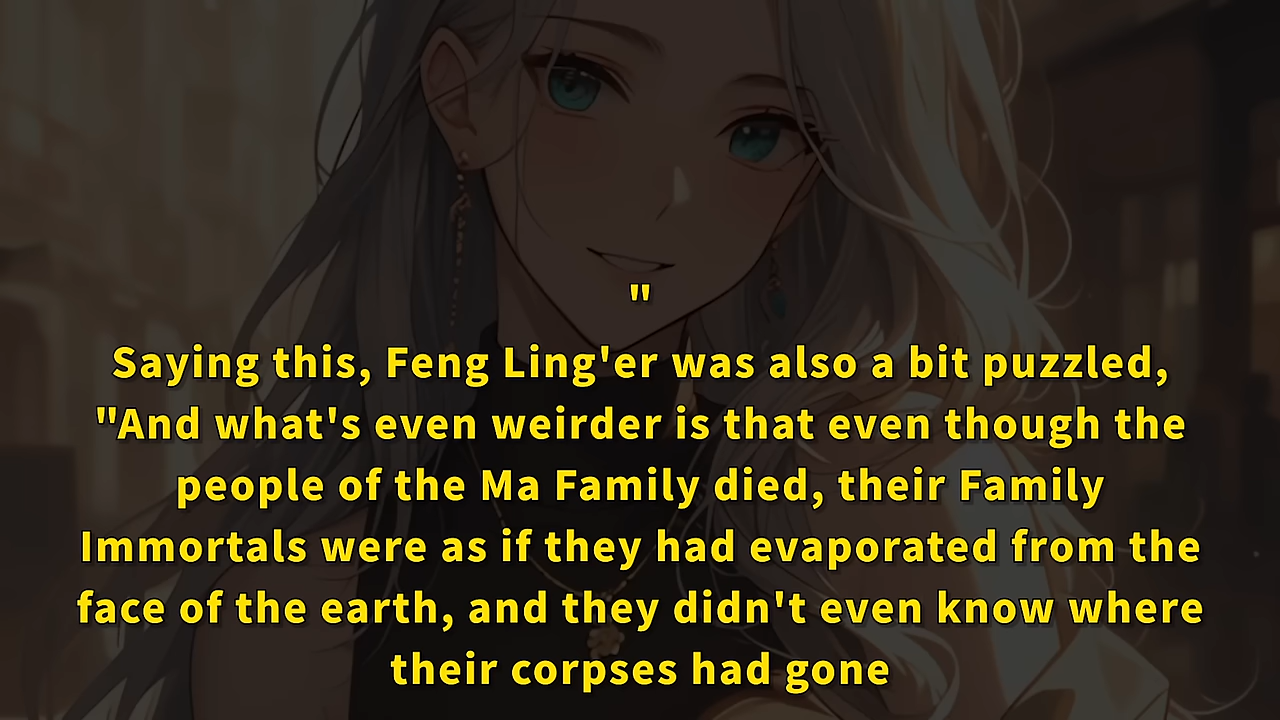 "
Saying this, Feng Ling'er was also a bit puzzled,
"And what's even weirder is that even though the
people of the Ma Family died, their Family
Immortals were as if they had evaporated from the
face of the earth, and they didn't even know where
their corpses had gone